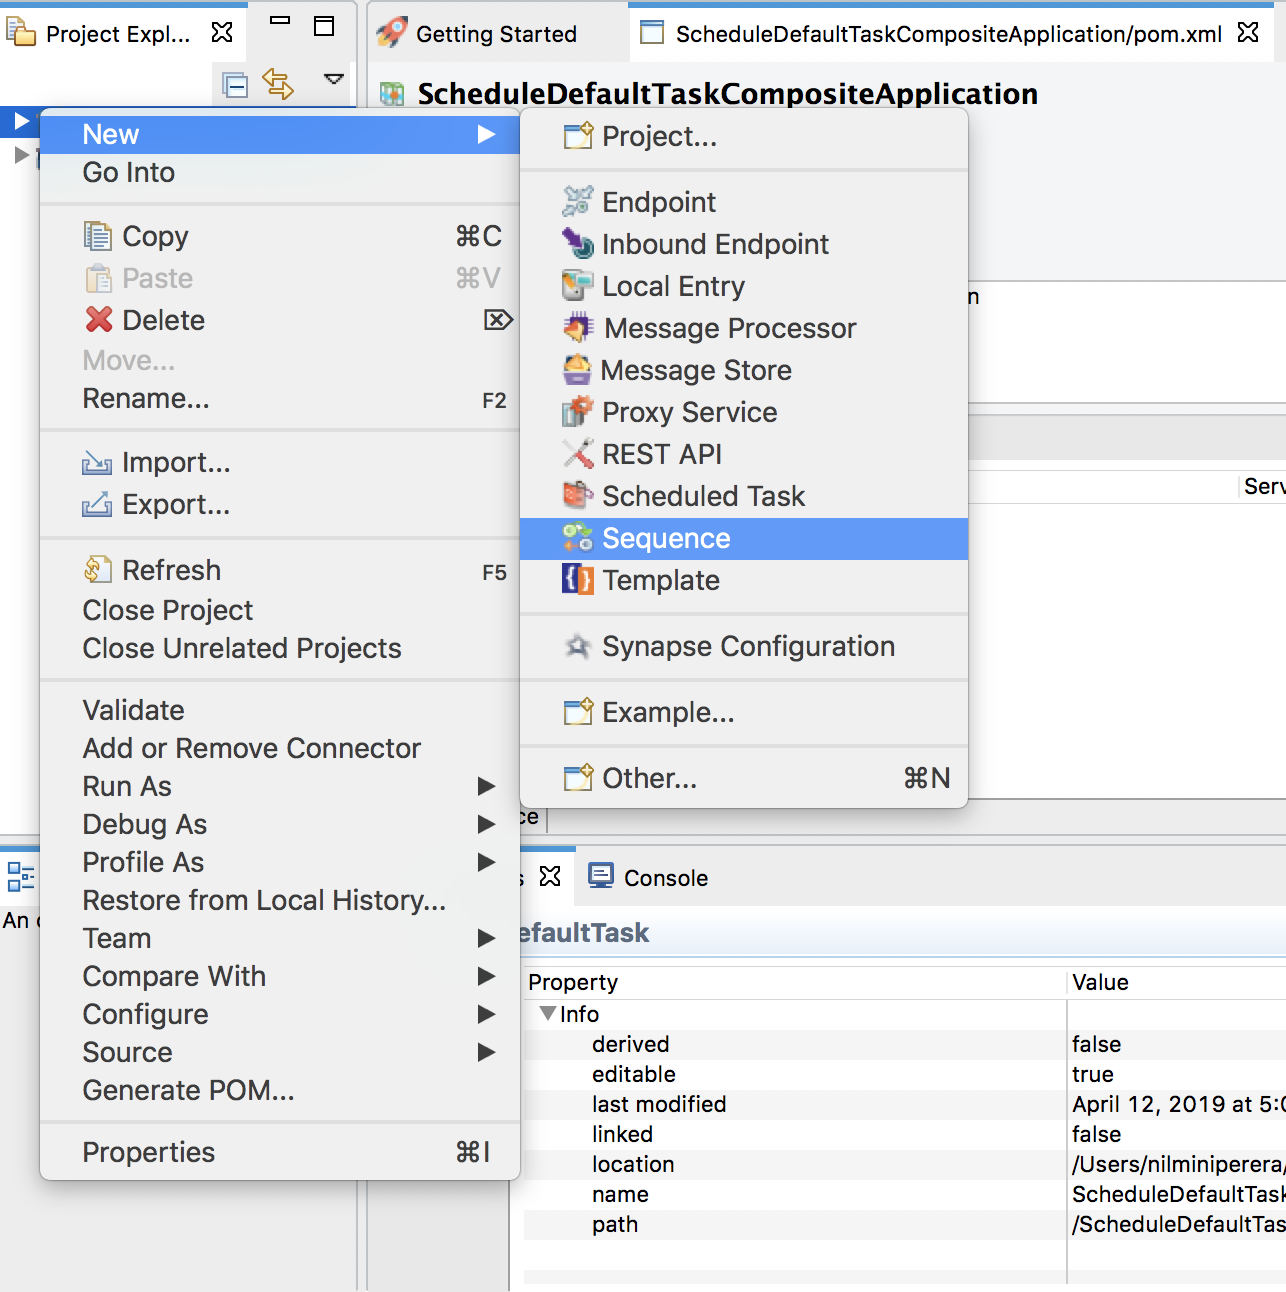 Project Expl...
Getting Started
ScheduleDefaultTaskCompositeApplication/pom.xml
ScheduleDefaultTaskCompositeApplication
New
Go Into
Copy ⌘C
Paste ⌘V
Delete ⌦
Move...
Rename... F2
Import...
Export...
Refresh F5
Close Project
Close Unrelated Projects
Validate
Add or Remove Connector
Run As
Debug As
Profile As
Restore from Local History...
Team
Compare With
Configure
Source
Generate POM...
Properties ⌘I
Project...
Endpoint
Inbound Endpoint
Local Entry
Message Processor
Message Store
Proxy Service
REST API
Scheduled Task
Sequence
Template
Synapse Configuration
Example...
Other... ⌘N
n
Serv
ce
An
s
Console
efaultTask
Property Value
Info
derived false
editable true
last modified April 12, 2019 at 5:0
linked false
location /Users/nilminiperera/
name ScheduleDefaultTask
path /ScheduleDefaultTas